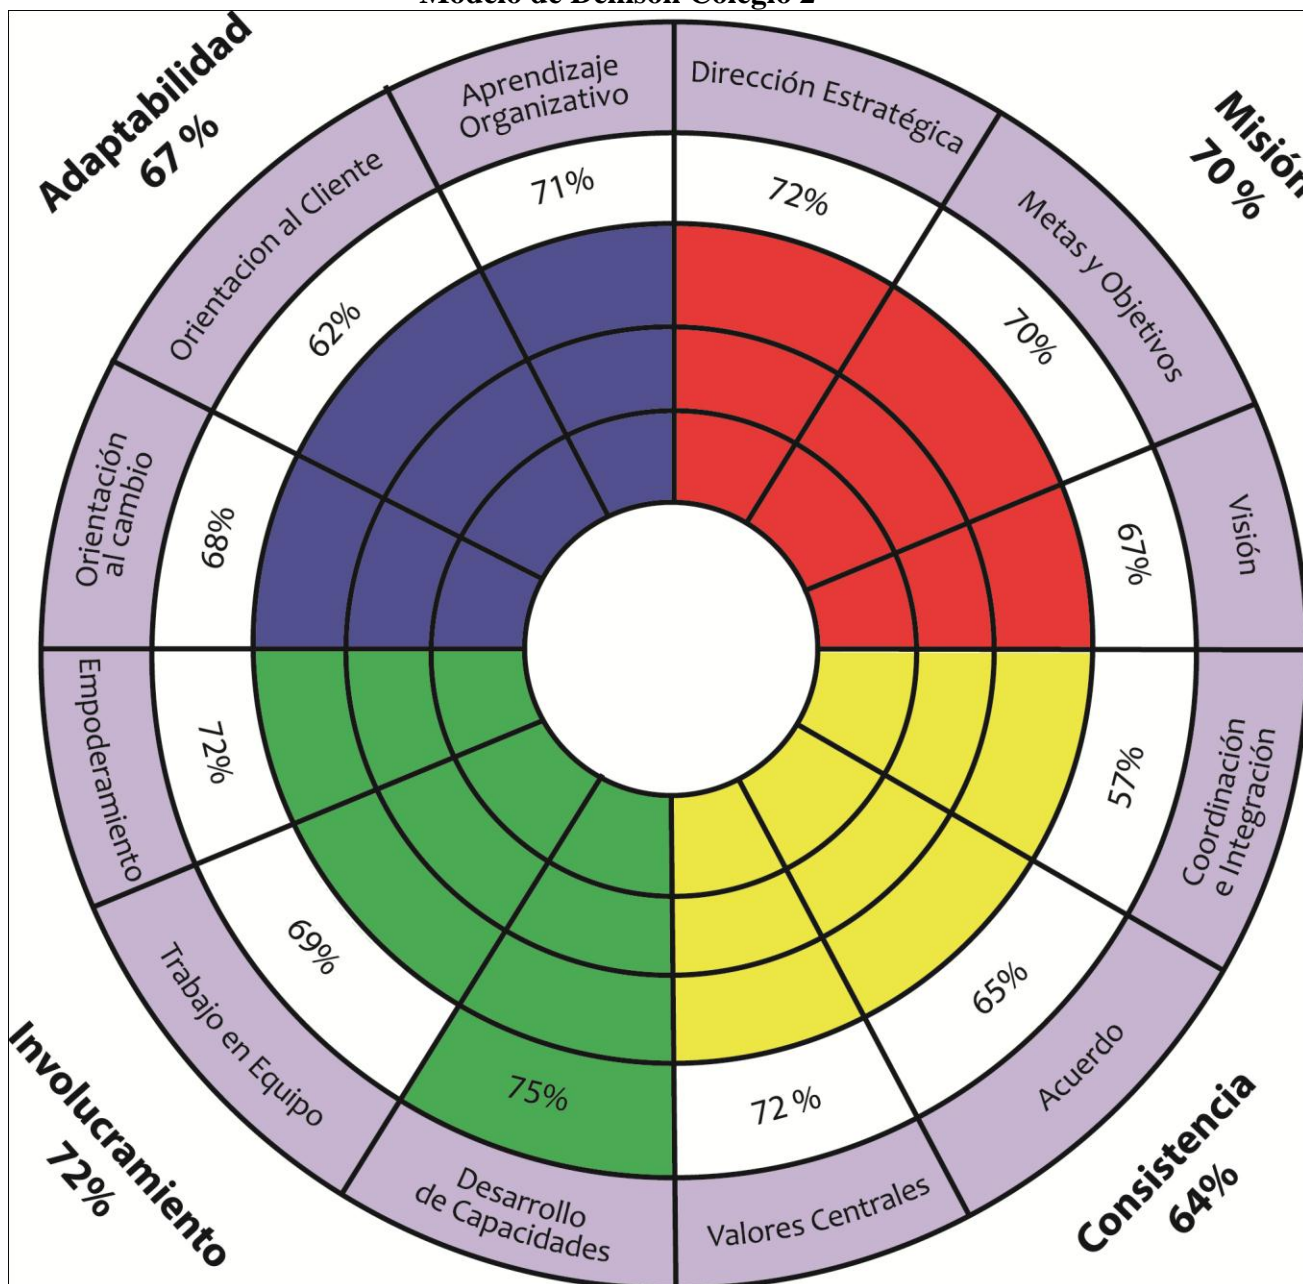 Modelo de Denison Colegio 2
Adaptabilidad
67 %
Misión
70 %
Aprendizaje
Organizativo
71%
Dirección Estratégica
72%
Metas y Objetivos
70%
Visión
67%
Coordinación
e Integración
57%
Acuerdo
65%
Valores Centrales
72 %
Desarrollo
de Capacidades
75%
Trabajo en Equipo
69%
Empoderamiento
72%
Orientación
al cambio
68%
Orientacion al Cliente
62%
Involucramiento
72%
Consistencia
64%